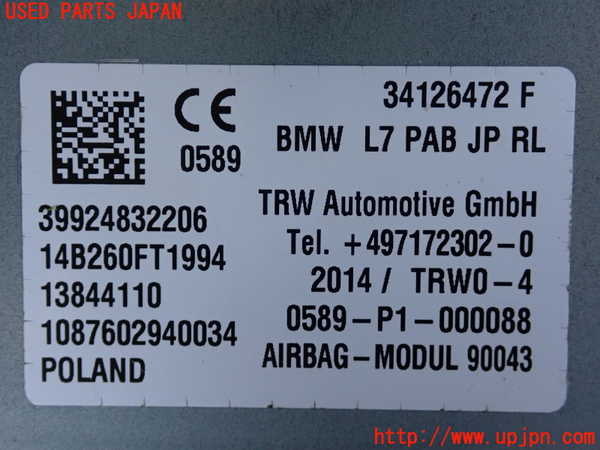 USED PARTS JAPAN
CE
0589
34126472 F
BMW L7 PAB JP RL
39924832206
14B260FT1994
13844110
1087602940034
POLAND
TRW Automotive GmbH
Tel. +497172302-0
2014 / TRW0-4
0589-P1-000088
AIRBAG-MODUL 90043
http://www.upjpn.com/